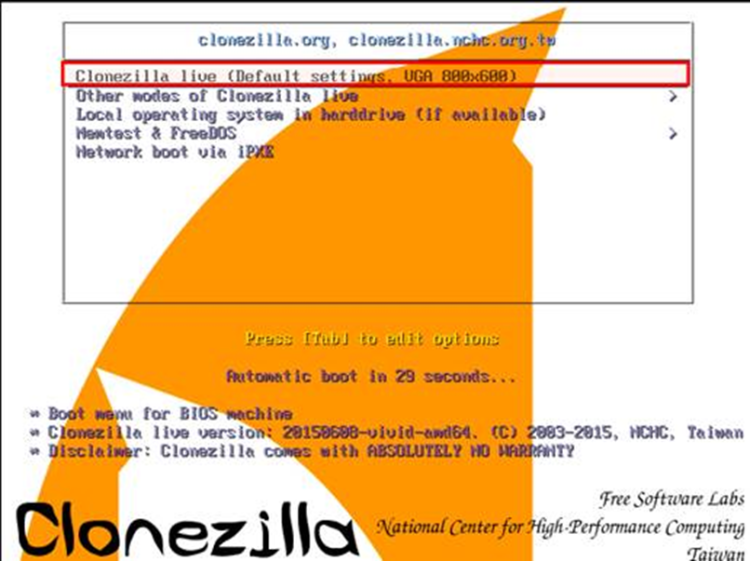 clonezilla.org, clonezilla.nchc.org.tw
Clonezilla live (Default settings, VGA 800x600)
Other modes of Clonezilla live >
Local operating system in harddrive (if available)
Memtest & FreeDOS >
Network boot via iPXE
Press [Tab] to edit options
Automatic boot in 29 seconds...
* Boot menu for BIOS machine
* Clonezilla live version: 20150608-vivid-amd64. (C) 2003-2015, NCHC, Taiwan
* Disclaimer: Clonezilla comes with ABSOLUTELY NO WARRANTY
Clonezilla
Free Software Labs
National Center for High-Performance Computing
Taiwan